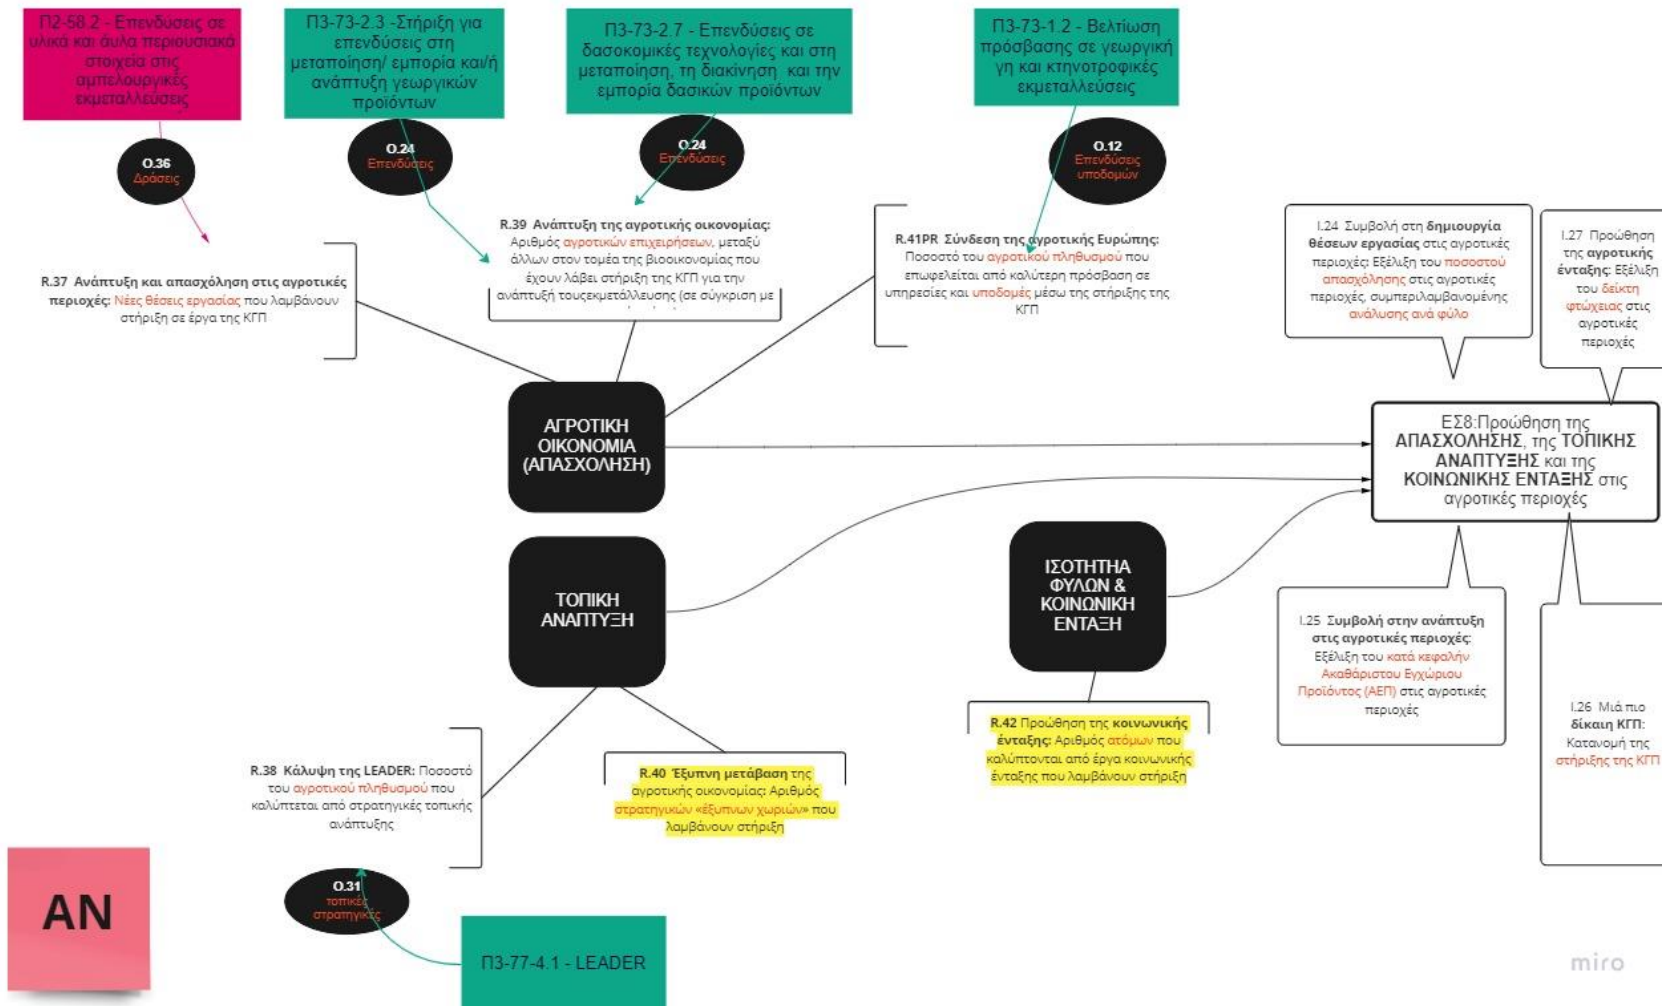 Π2-58.2 - Επενδύσεις σε
υλικά και άυλα περιουσιακά
στοιχεία στις
αμπελουργικές
εκμεταλλεύσεις
Π3-73-2.3 -Στήριξη για
επενδύσεις στη
μεταποίηση/ εμπορία και/ή
ανάπτυξη γεωργικών
προϊόντων
Π3-73-2.7 - Επενδύσεις σε
δασοκομικές τεχνολογίες και στη
μεταποίηση, τη διακίνηση και την
εμπορία δασικών προϊόντων
Π3-73-1.2 - Βελτίωση
πρόσβασης σε γεωργική
γη και κτηνοτροφικές
εκμεταλλεύσεις
O.36
Δράσεις
O.24
Επενδύσεις
O.24
Επενδύσεις
O.12
Επενδύσεις
υποδομών
R.37 Ανάπτυξη και απασχόληση στις αγροτικές
περιοχές: Νέες θέσεις εργασίας που λαμβάνουν
στήριξη σε έργα της ΚΓΠ
R.39 Ανάπτυξη της αγροτικής οικονομίας:
Αριθμός αγροτικών επιχειρήσεων, μεταξύ
άλλων στον τομέα της βιοοικονομίας που
έχουν λάβει στήριξη της ΚΓΠ για την
ανάπτυξή τουςεκμετάλλευσης (σε σύγκριση με
R.41PR Σύνδεση της αγροτικής Ευρώπης:
Ποσοστό του αγροτικού πληθυσμού που
επωφελείται από καλύτερη πρόσβαση σε
υπηρεσίες και υποδομές μέσω της στήριξης της
ΚΓΠ
I.24 Συμβολή στη δημιουργία
θέσεων εργασίας στις αγροτικές
περιοχές: Εξέλιξη του ποσοστού
απασχόλησης στις αγροτικές
περιοχές, συμπεριλαμβανομένης
ανάλυσης ανά φύλο
I.27 Προώθηση
της αγροτικής
ένταξης: Εξέλιξη
του δείκτη
φτώχειας στις
αγροτικές
περιοχές
ΑΓΡΟΤΙΚΗ
ΟΙΚΟΝΟΜΙΑ
(ΑΠΑΣΧΟΛΗΣΗ)
ΕΣ8:Προώθηση της
ΑΠΑΣΧΟΛΗΣΗΣ, της ΤΟΠΙΚΗΣ
ΑΝΑΠΤΥΞΗΣ και της
ΚΟΙΝΩΝΙΚΗΣ ΕΝΤΑΞΗΣ στις
αγροτικές περιοχές
ΤΟΠΙΚΗ
ΑΝΑΠΤΥΞΗ
ΙΣΟΤΗΤΗΑ
ΦΥΛΩΝ &
ΚΟΙΝΩΝΙΚΗ
ΕΝΤΑΞΗ
I.25 Συμβολή στην ανάπτυξη
στις αγροτικές περιοχές:
Εξέλιξη του κατά κεφαλήν
Ακαθάριστου Εγχώριου
Προϊόντος (ΑΕΠ) στις αγροτικές
περιοχές
I.26 Μιά πιο
δίκαιη ΚΓΠ:
Κατανομή της
στήριξης της ΚΓΠ
R.38 Κάλυψη της LEADER: Ποσοστό
του αγροτικού πληθυσμού που
καλύπτεται από στρατηγικές τοπικής
ανάπτυξης
R.40 Έξυπνη μετάβαση της
αγροτικής οικονομίας: Αριθμός
στρατηγικών «έξυπνων χωριών» που
λαμβάνουν στήριξη
R.42 Προώθηση της κοινωνικής
ένταξης: Αριθμός ατόμων που
καλύπτονται από έργα κοινωνικής
ένταξης που λαμβάνουν στήριξη
O.31
τοπικές
στρατηγικές
AN
Π3-77-4.1 - LEADER
miro